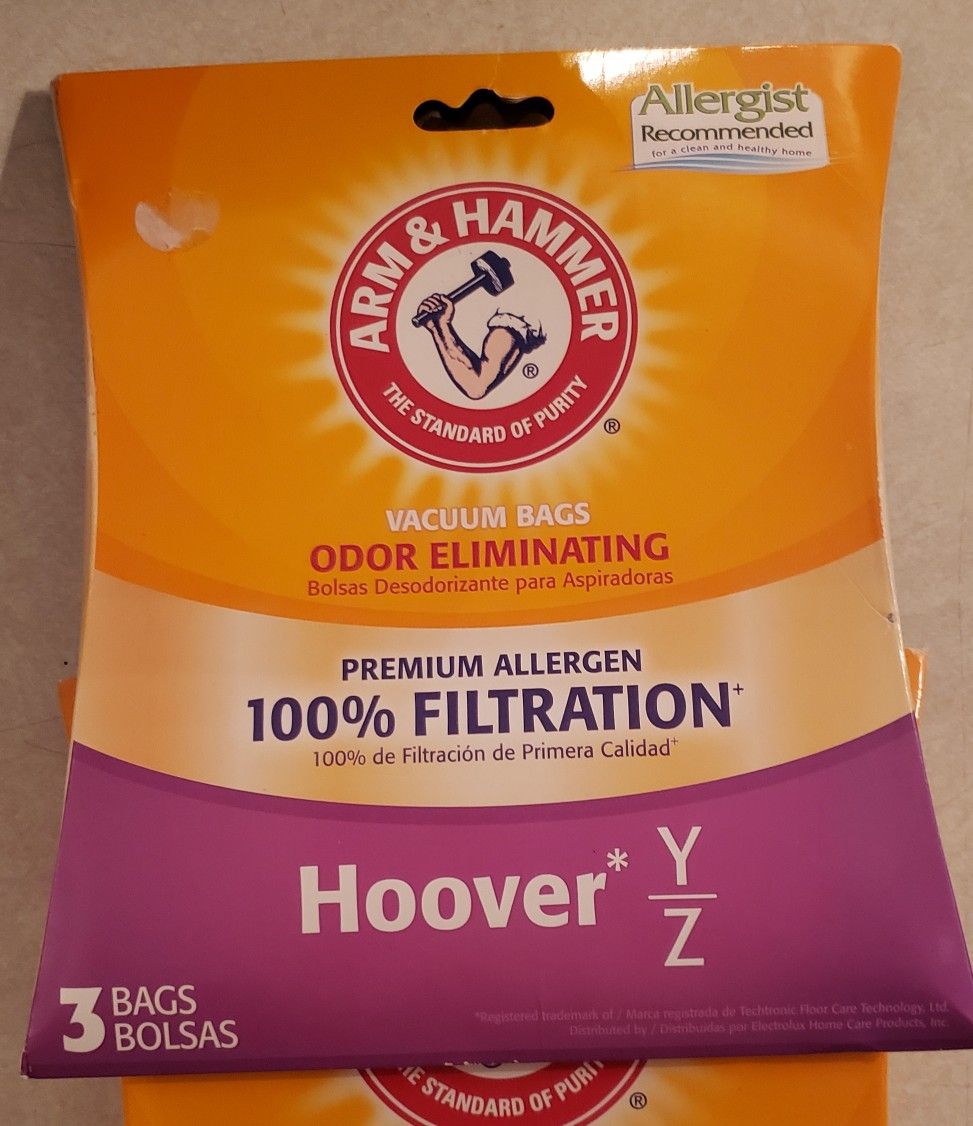 Allergist
Recommended
for a clean and healthy home
ARM & HAMMER
®
THE STANDARD OF PURITY
®
VACUUM BAGS
ODOR ELIMINATING
Bolsas Desodorizante para Aspiradoras
PREMIUM ALLERGEN
100% FILTRATION+
100% de Filtración de Primera Calidad+
Hoover* Y
Z
3 BAGS
BOLSAS
*Registered trademark of / Marca registrada de Techtronic Floor Care Technology, Ltd.
Distributed by / Distribuidas por Electrolux Home Care Products, Inc.
THE STANDARD OF PURITY
®